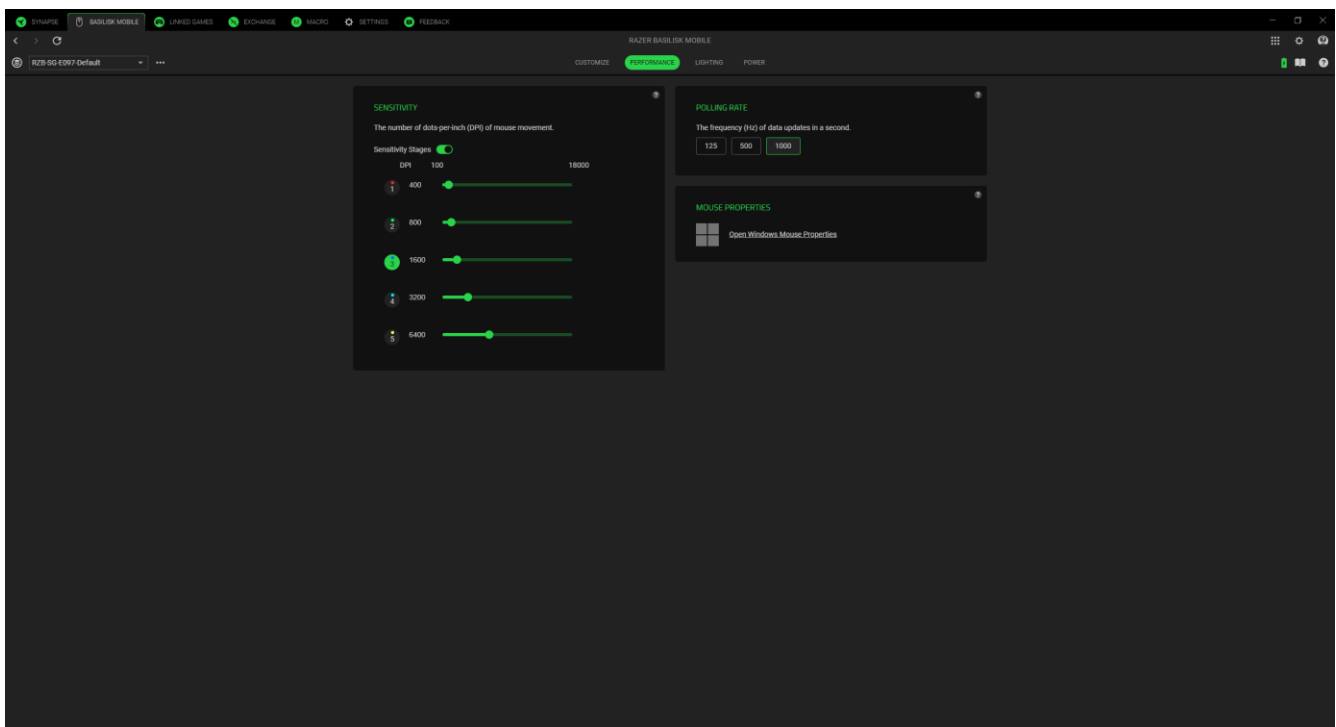 SYNAPSE BASILISK MOBILE LINKED GAMES EXCHANGE MACRO SETTINGS FEEDBACK
RAZER BASILISK MOBILE
RZB-SG-E097-Default CUSTOMIZE PERFORMANCE LIGHTING POWER
SENSITIVITY
The number of dots-per-inch (DPI) of mouse movement.
Sensitivity Stages
DPI 100 18000
1 400
2 800
3 1600
4 3200
5 6400
POLLING RATE
The frequency (Hz) of data updates in a second.
125 500 1000
MOUSE PROPERTIES
Open Windows Mouse Properties